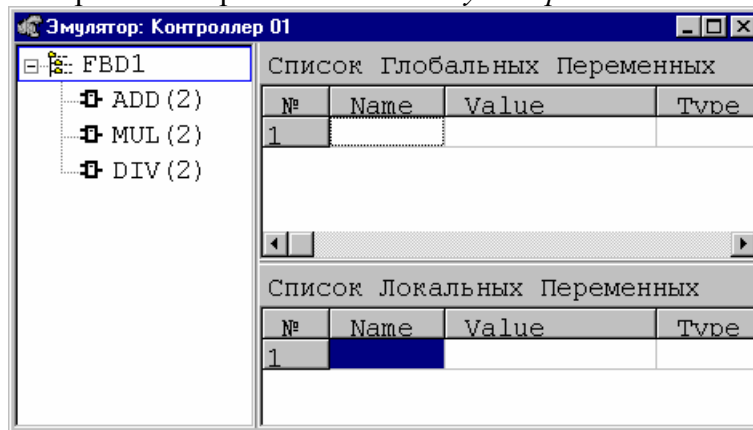 Эмулятор: Контроллер 01
FBD1
ADD(2)
MUL(2)
DIV(2)
Список Глобальных Переменных
№ Name Value Type
1
Список Локальных Переменных
№ Name Value Type
1